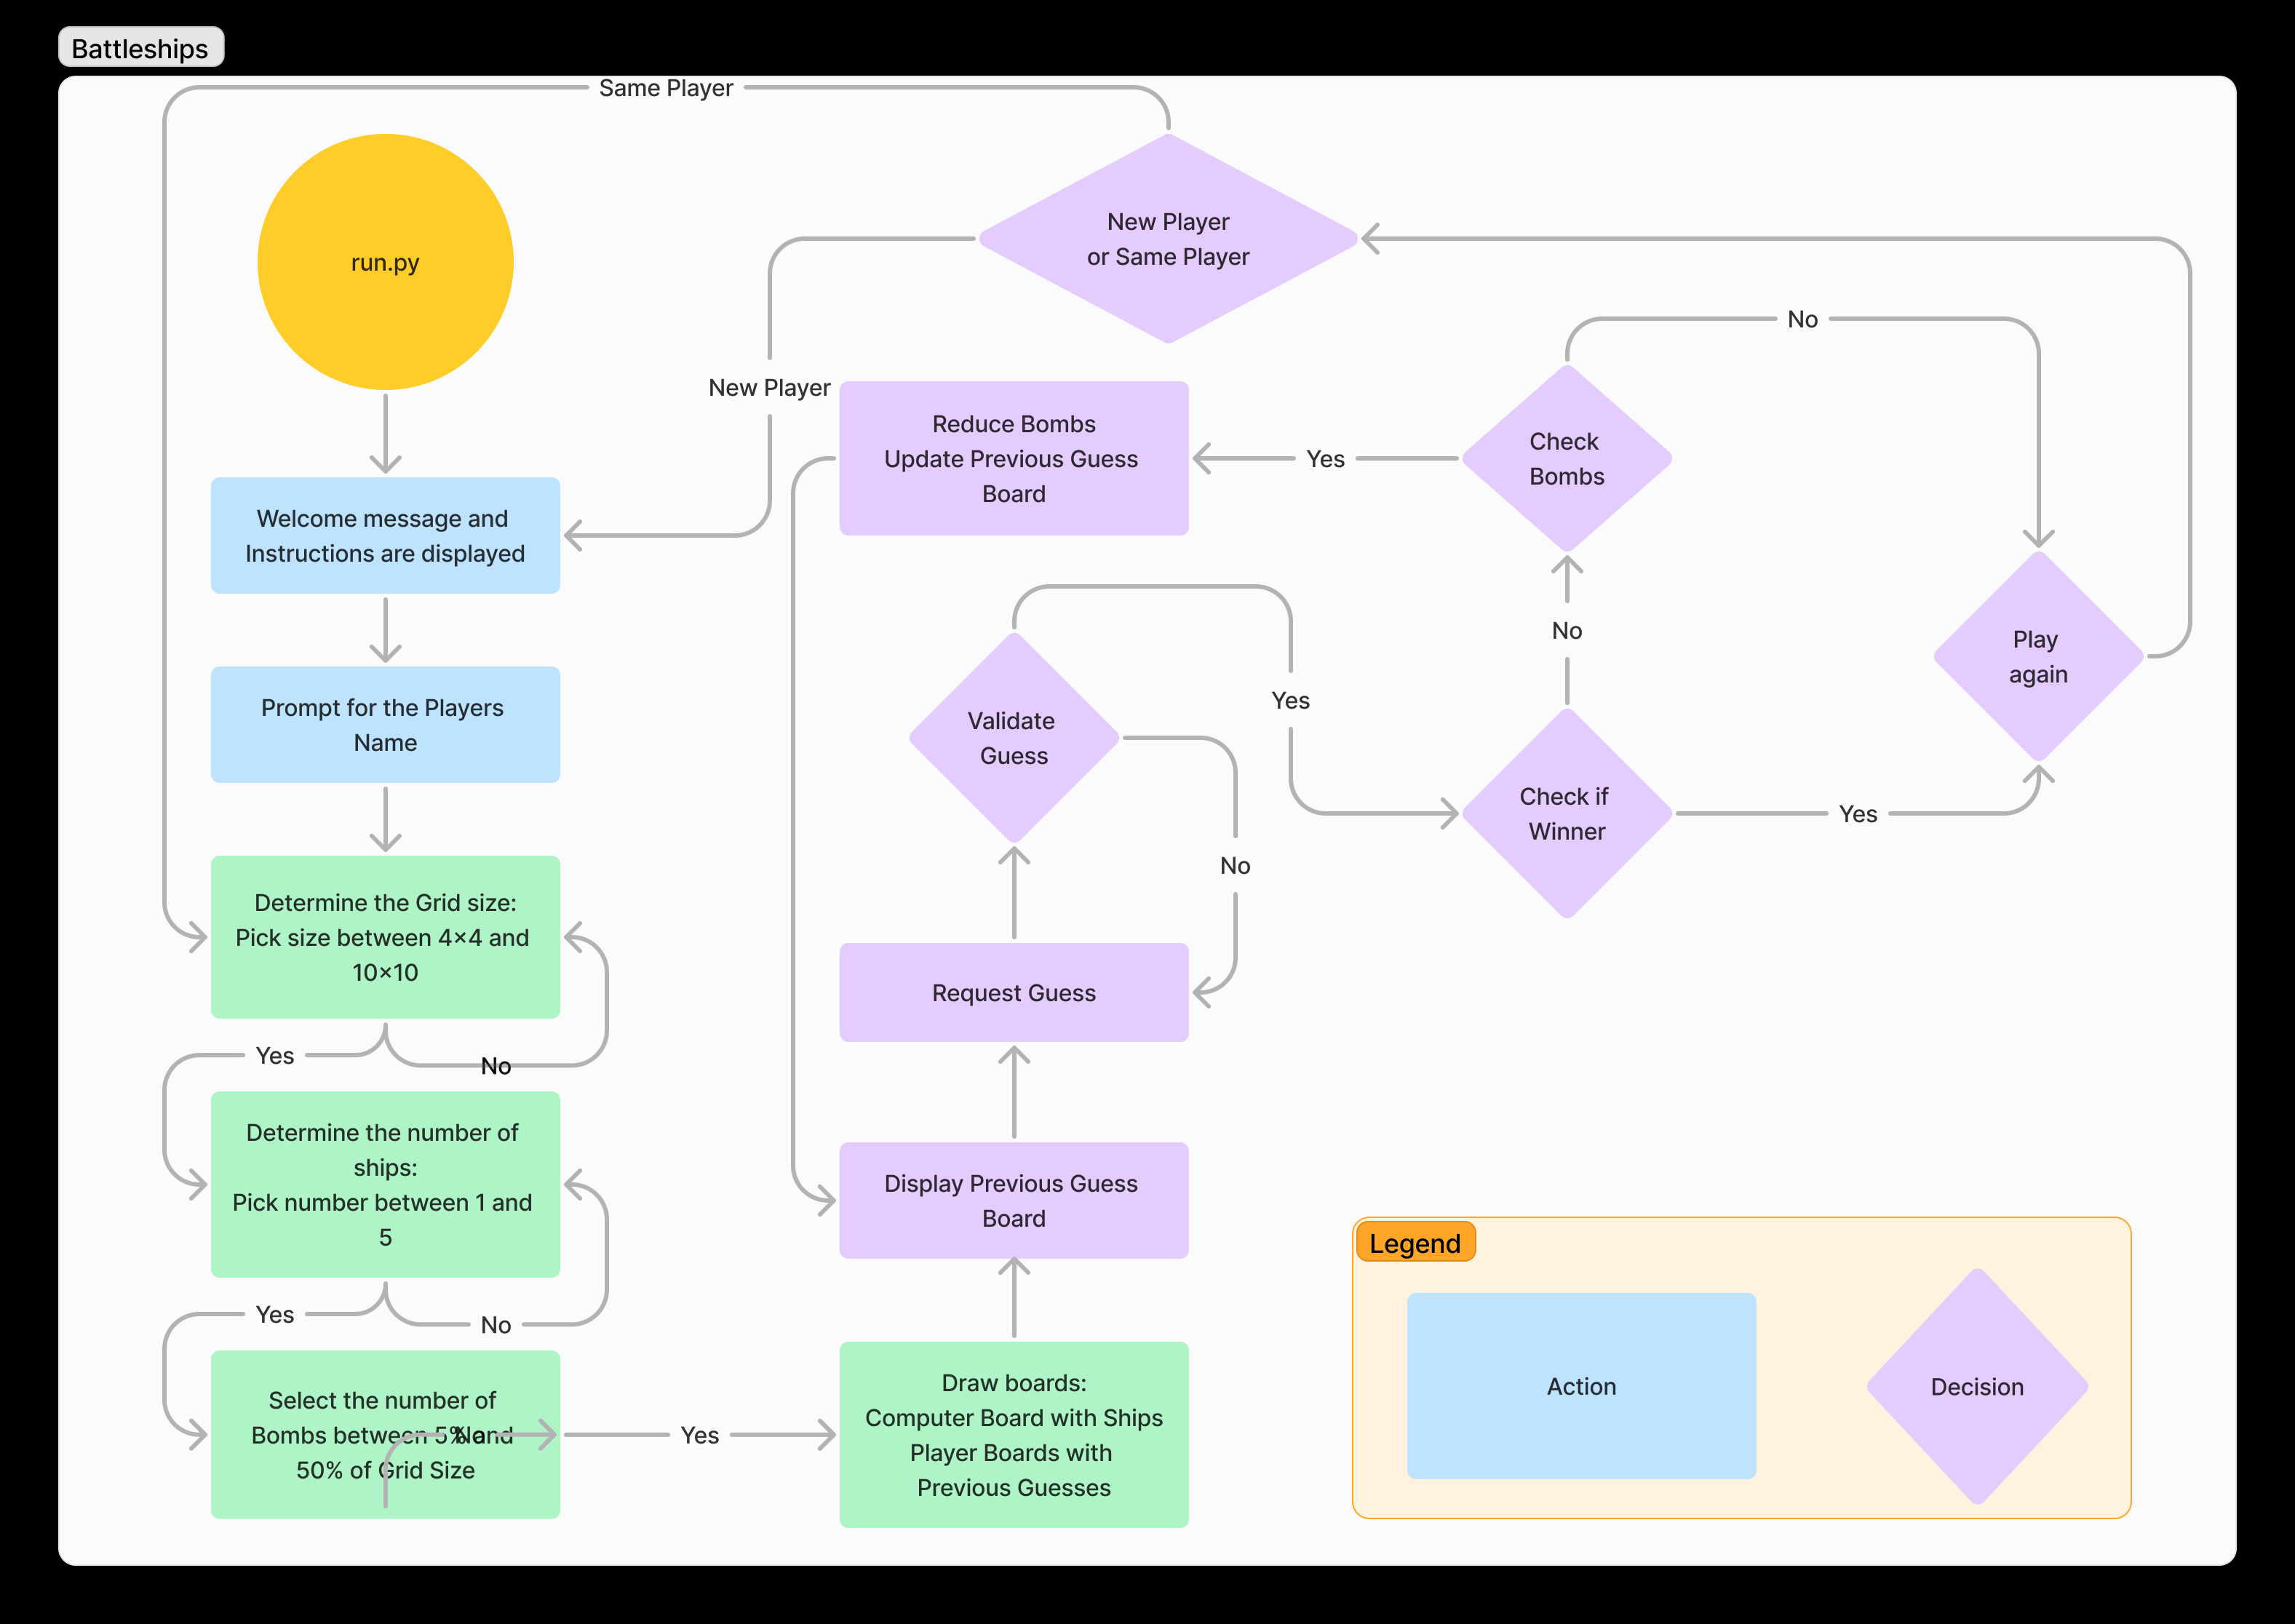 Battleships
Same Player
run.py
New Player
or Same Player
No
New Player
Reduce Bombs
Update Previous Guess
Board
Yes
Check
Bombs
Welcome message and
Instructions are displayed
No
Play
again
Yes
Prompt for the Players
Name
Validate
Guess
Check if
Winner
Yes
No
Determine the Grid size:
Pick size between 4×4 and
10×10
Request Guess
Yes
No
Determine the number of
ships:
Pick number between 1 and
5
Display Previous Guess
Board
Yes
No
Select the number of
Bombs between 5% and
50% of Grid Size
No
Yes
Draw boards:
Computer Board with Ships
Player Boards with
Previous Guesses
Legend
Action
Decision